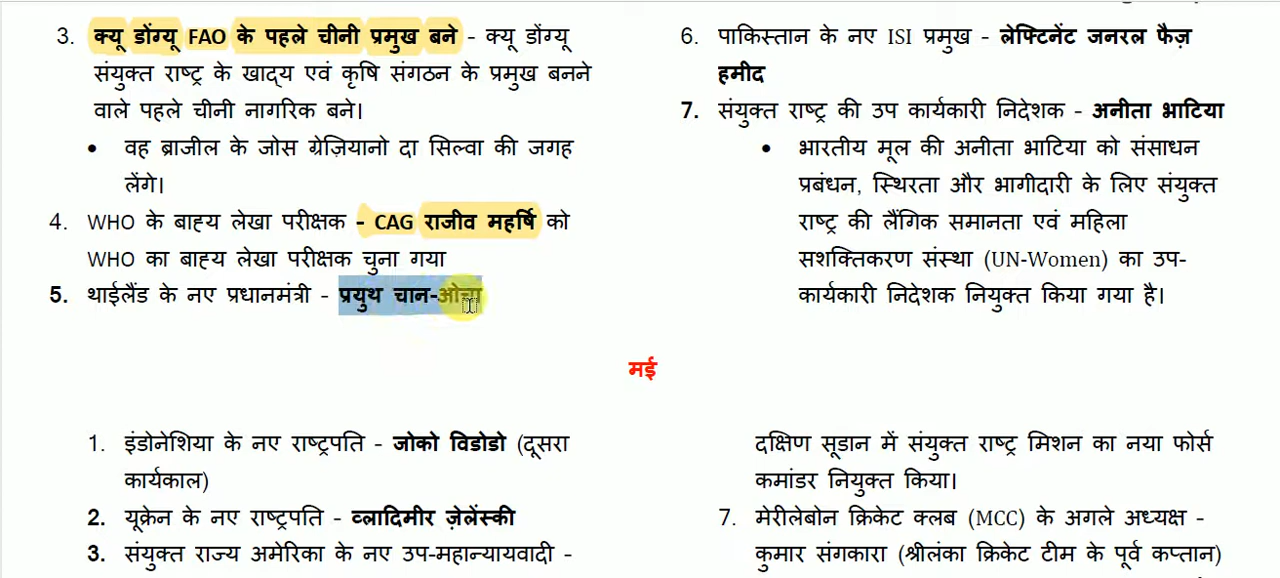 3. क्यू डोंग्यू FAO के पहले चीनी प्रमुख बने - क्यू डोंग्यू
संयुक्त राष्ट्र के खाद्य एवं कृषि संगठन के प्रमुख बनने
वाले पहले चीनी नागरिक बने।
• वह ब्राजील के जोस ग्रेज़ियानो दा सिल्वा की जगह
लेंगे।
4. WHO के बाह्य लेखा परीक्षक - CAG राजीव महर्षि को
WHO का बाह्य लेखा परीक्षक चुना गया
5. थाईलैंड के नए प्रधानमंत्री - प्रयुथ चान-ओचा
6. पाकिस्तान के नए ISI प्रमुख - लेफ्टिनेंट जनरल फैज़
हमीद
7. संयुक्त राष्ट्र की उप कार्यकारी निदेशक - अनीता भाटिया
• भारतीय मूल की अनीता भाटिया को संसाधन
प्रबंधन, स्थिरता और भागीदारी के लिए संयुक्त
राष्ट्र की लैंगिक समानता एवं महिला
सशक्तिकरण संस्था (UN-Women) का उप-
कार्यकारी निदेशक नियुक्त किया गया है।
मई
1. इंडोनेशिया के नए राष्ट्रपति - जोको विडोडो (दूसरा
कार्यकाल)
2. यूक्रेन के नए राष्ट्रपति - व्लादिमीर ज़ेलेंस्की
3. संयुक्त राज्य अमेरिका के नए उप-महान्यायवादी -
दक्षिण सूडान में संयुक्त राष्ट्र मिशन का नया फोर्स
कमांडर नियुक्त किया।
7. मेरीलेबोन क्रिकेट क्लब (MCC) के अगले अध्यक्ष -
कुमार संगकारा (श्रीलंका क्रिकेट टीम के पूर्व कप्तान)